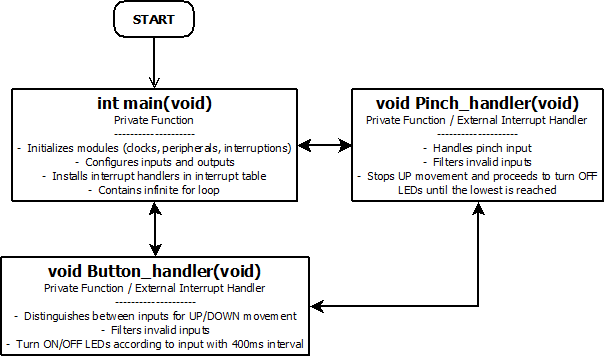 START
int main(void)
Private Function
--------------------
- Initializes modules (clocks, peripherals, interruptions)
- Configures inputs and outputs
- Installs interrupt handlers in interrupt table
- Contains infinite for loop
void Pinch_handler(void)
Private Function / External Interrupt Handler
--------------------
- Handles pinch input
- Filters invalid inputs
- Stops UP movement and proceeds to turn OFF
LEDs until the lowest is reached
void Button_handler(void)
Private Function / External Interrupt Handler
--------------------
- Distinguishes between inputs for UP/DOWN movement
- Filters invalid inputs
- Turn ON/OFF LEDs according to input with 400ms interval